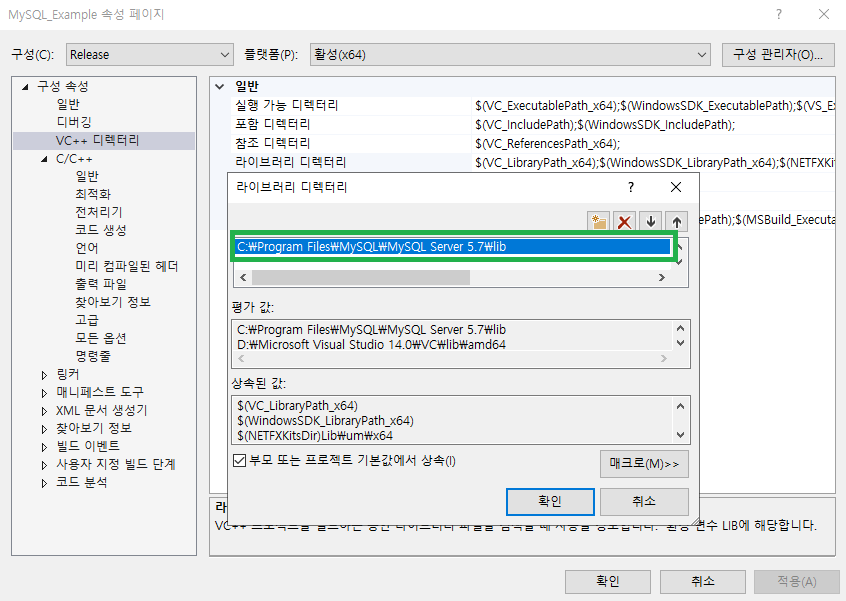 MySQL_Example 속성 페이지
구성(C): Release 플랫폼(P): 활성(x64) 구성 관리자(O)...
구성 속성
일반
디버깅
VC++ 디렉터리
C/C++
일반
최적화
전처리기
코드 생성
언어
미리 컴파일된 헤더
출력 파일
찾아보기 정보
고급
모든 옵션
명령줄
링커
매니페스트 도구
XML 문서 생성기
찾아보기 정보
빌드 이벤트
사용자 지정 빌드 단계
코드 분석
일반
실행 가능 디렉터리 $(VC_ExecutablePath_x64);$(WindowsSDK_ExecutablePath);$(VS_E
포함 디렉터리 $(VC_IncludePath);$(WindowsSDK_IncludePath);
참조 디렉터리 $(VC_ReferencesPath_x64);
라이브러리 디렉터리 $(VC_LibraryPath_x64);$(WindowsSDK_LibraryPath_x64);$(NETFXKit
ePath);$(MSBuild_Executa
라이브러리 디렉터리 ?
C:₩Program Files₩MySQL₩MySQL Server 5.7₩lib
평가 값:
C:₩Program Files₩MySQL₩MySQL Server 5.7₩lib
D:₩Microsoft Visual Studio 14.0₩VC₩lib₩amd64
상속된 값:
$(VC_LibraryPath_x64)
$(WindowsSDK_LibraryPath_x64)
$(NETFXKitsDir)Lib₩um₩x64
부모 또는 프로젝트 기본값에서 상속(I) 매크로(M)>>
확인 취소
라
변수 LIB에 해당합니다.
확인 취소 적용(A)